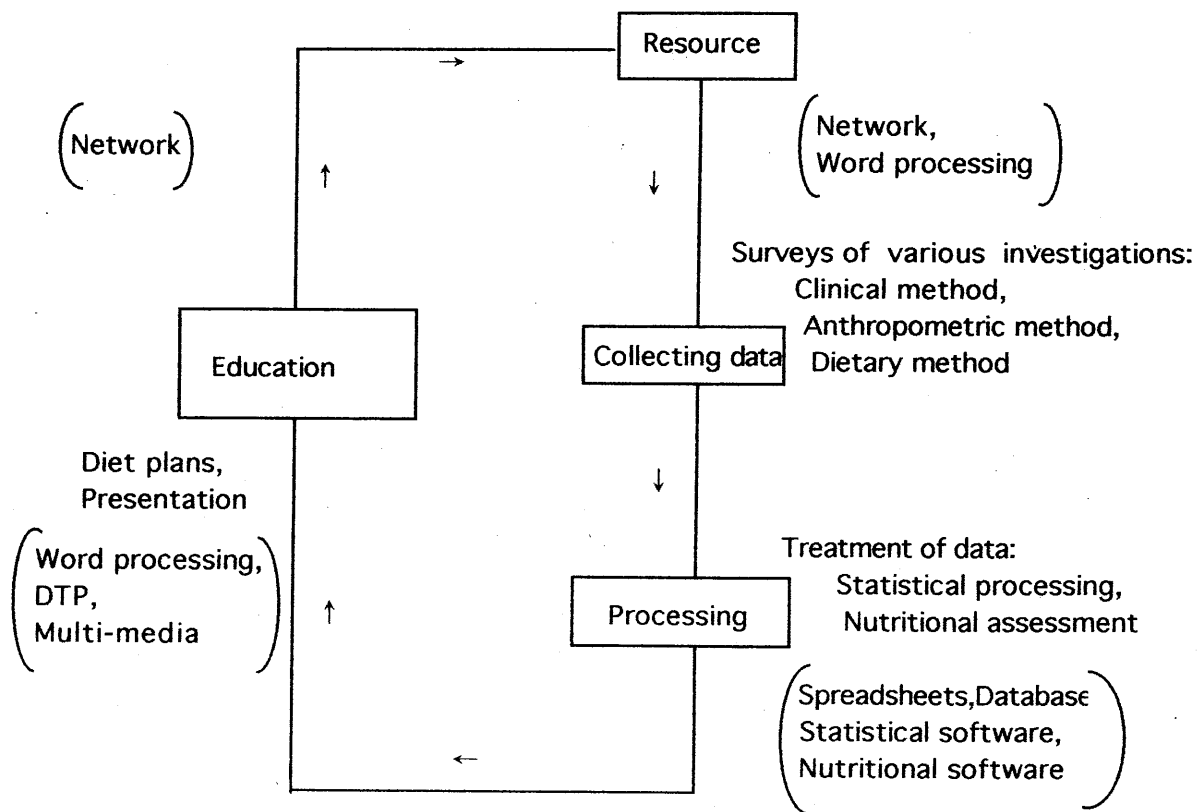 Resource
(Network)
(Network,
Word processing)
Surveys of various investigations:
Clinical method,
Anthropometric method,
Collecting data
Dietary method
Education
Diet plans,
Presentation
(Word processing,
DTP,
Multi-media)
Treatment of data:
Statistical processing,
Processing
Nutritional assessment
(Spreadsheets,Database
Statistical software,
Nutritional software)